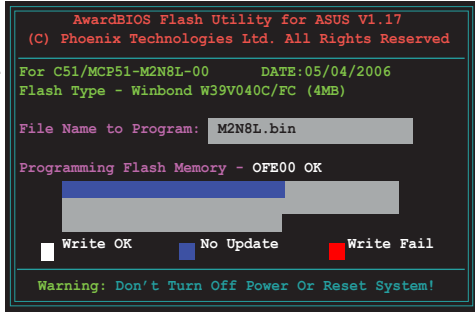 AwardBIOS Flash Utility for ASUS V1.17
(C) Phoenix Technologies Ltd. All Rights Reserved
For C51/MCP51-M2N8L-00 DATE:05/04/2006
Flash Type - Winbond W39V040C/FC (4MB)
File Name to Program: M2N8L.bin
Programming Flash Memory - OFE00 OK
Write OK No Update Write Fail
Warning: Don't Turn Off Power Or Reset System!